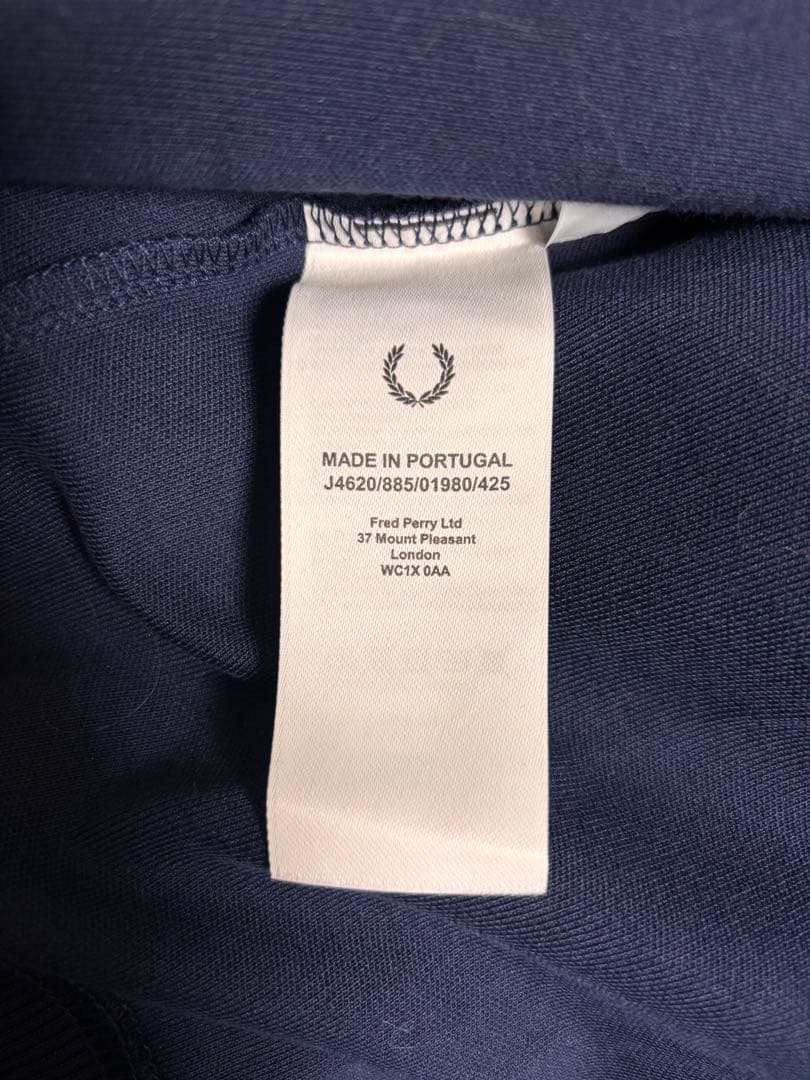 MADE IN PORTUGAL
J4620/885/01980/425
Fred Perry Ltd
37 Mount Pleasant
London
WC1X 0AA